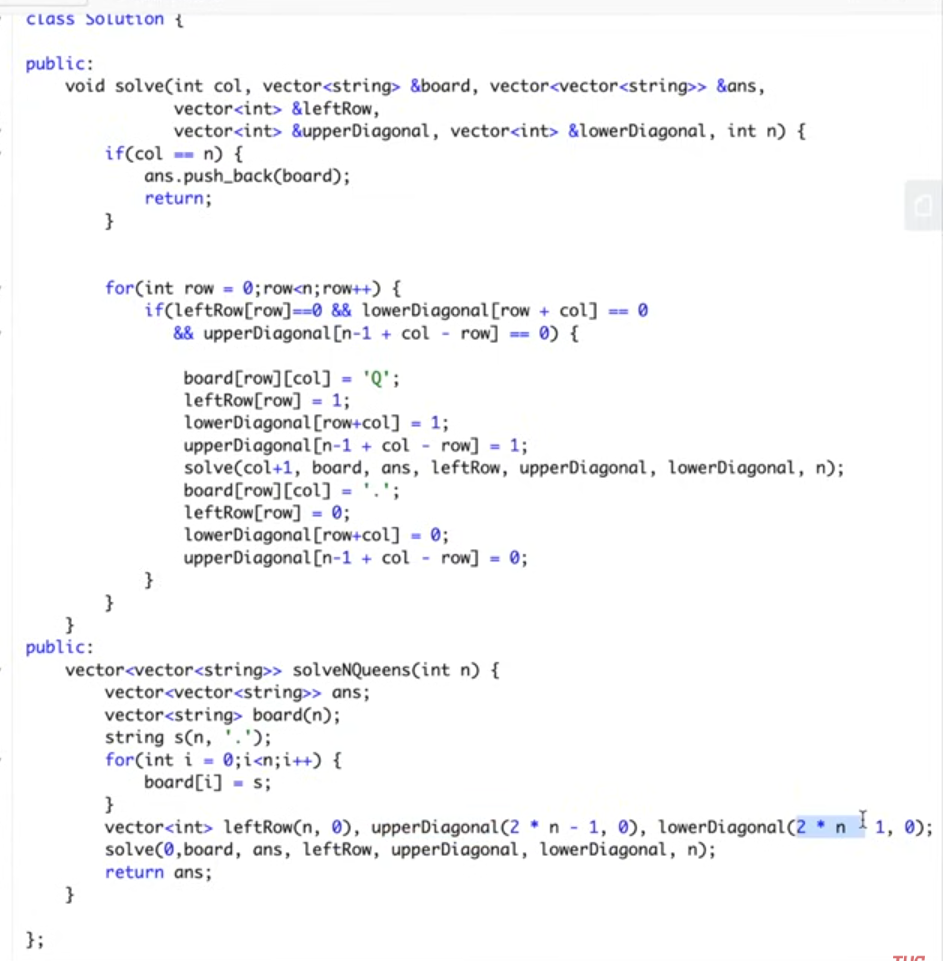 class Solution {
public:
    void solve(int col, vector<string> &board, vector<vector<string>> &ans,
               vector<int> &leftRow,
               vector<int> &upperDiagonal, vector<int> &lowerDiagonal, int n) {
        if(col == n) {
            ans.push_back(board);
            return;
        }
        for(int row = 0;row<n;row++) {
            if(leftRow[row]==0 && lowerDiagonal[row + col] == 0
               && upperDiagonal[n-1 + col - row] == 0) {
                board[row][col] = 'Q';
                leftRow[row] = 1;
                lowerDiagonal[row+col] = 1;
                upperDiagonal[n-1 + col - row] = 1;
                solve(col+1, board, ans, leftRow, upperDiagonal, lowerDiagonal, n);
                board[row][col] = '.';
                leftRow[row] = 0;
                lowerDiagonal[row+col] = 0;
                upperDiagonal[n-1 + col - row] = 0;
            }
        }
    }
public:
    vector<vector<string>> solveNQueens(int n) {
        vector<vector<string>> ans;
        vector<string> board(n);
        string s(n, '.');
        for(int i = 0;i<n;i++) {
            board[i] = s;
        }
        vector<int> leftRow(n, 0), upperDiagonal(2 * n - 1, 0), lowerDiagonal(2 * n - 1, 0);
        solve(0,board, ans, leftRow, upperDiagonal, lowerDiagonal, n);
        return ans;
    }
};